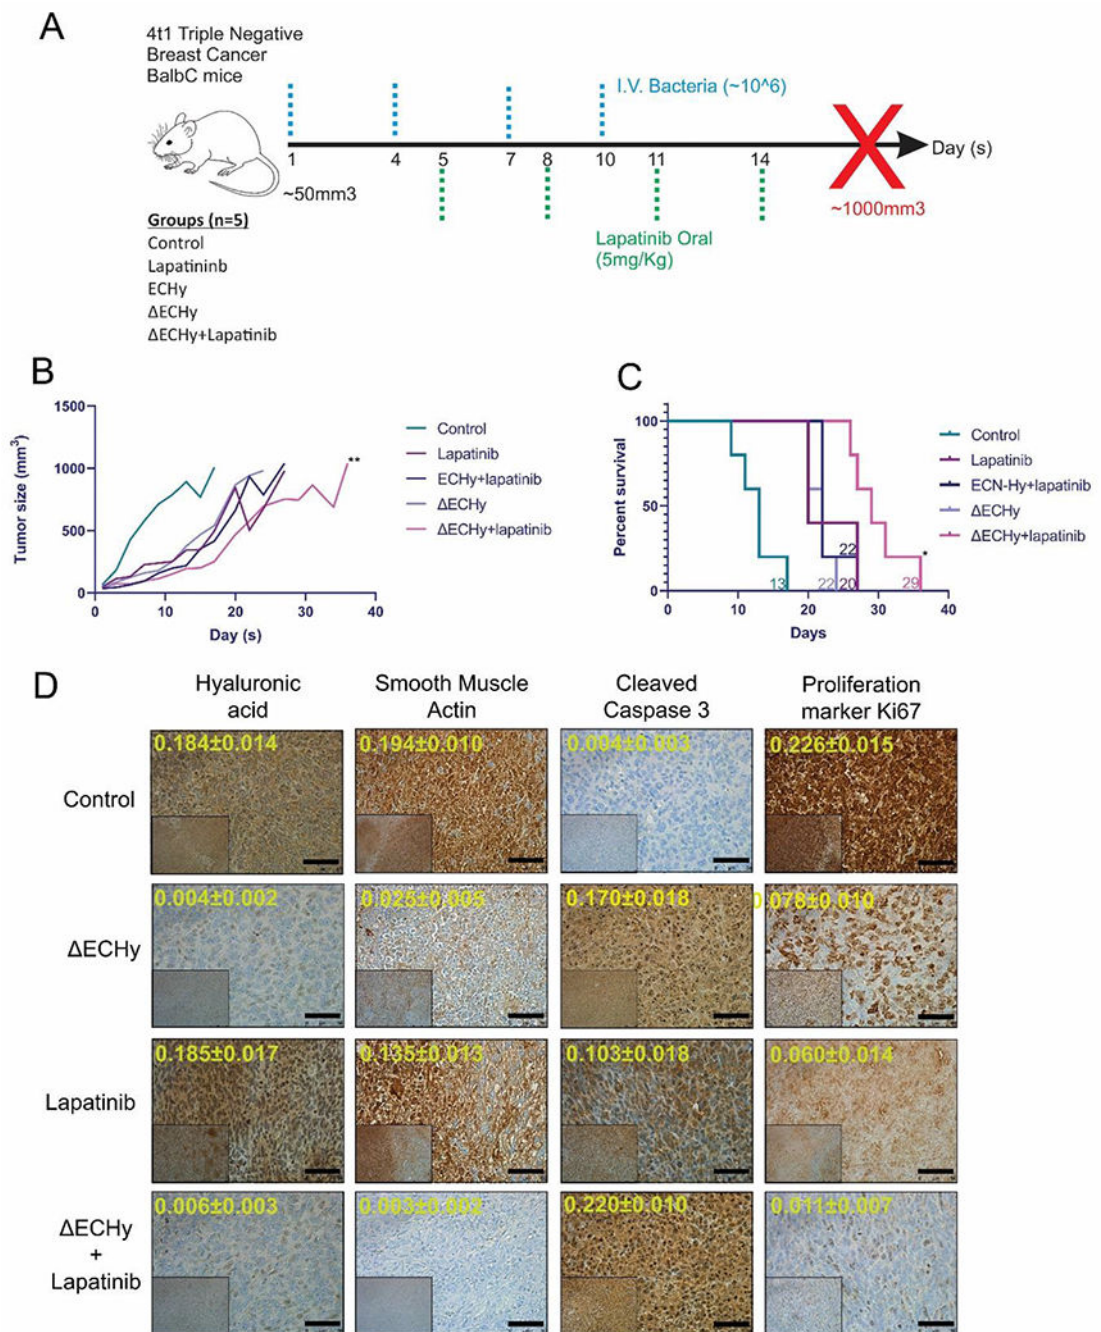 A
4t1 Triple Negative
Breast Cancer
BalbC mice
I.V. Bacteria (~10^6)
1 4 5 7 8 10 11 14
Day (s)
~50mm3
~1000mm3
Groups (n=5)
Control
Lapatininb
ECHy
ΔECHy
ΔECHy+Lapatinib
Lapatinib Oral
(5mg/Kg)
B
Tumor size (mm³)
1500
1000
500
0
0 10 20 30 40
Day (s)
**
Control
Lapatinib
ECHy+lapatinib
ΔECHy
ΔECHy+lapatinib
C
Percent survival
100
50
0
0 10 20 30 40
Days
13
22
22
20
29
*
Control
Lapatinib
ECN-Hy+lapatinib
ΔECHy
ΔECHy+lapatinib
D
Hyaluronic
acid
Smooth Muscle
Actin
Cleaved
Caspase 3
Proliferation
marker Ki67
Control
0.184±0.014 0.194±0.010 0.004±0.003 0.226±0.015
ΔECHy
0.004±0.002 0.025±0.005 0.170±0.018 0.078±0.010
Lapatinib
0.185±0.017 0.135±0.013 0.103±0.018 0.060±0.014
ΔECHy
+
Lapatinib
0.006±0.003 0.003±0.002 0.220±0.010 0.011±0.007